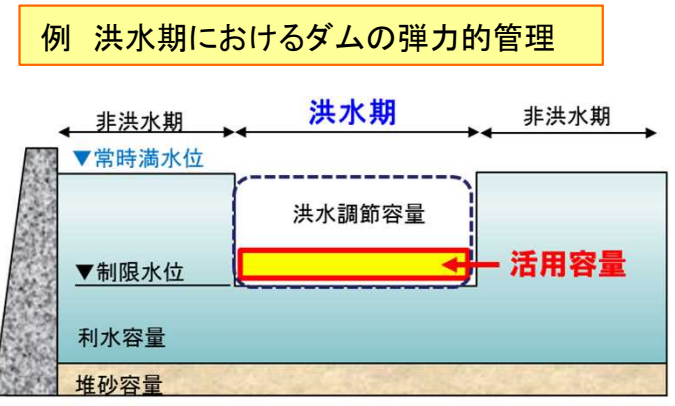 例 洪水期におけるダムの弾力的管理
非洪水期
洪水期
非洪水期
▼常時満水位
洪水調節容量
活用容量
▼制限水位
利水容量
堆砂容量